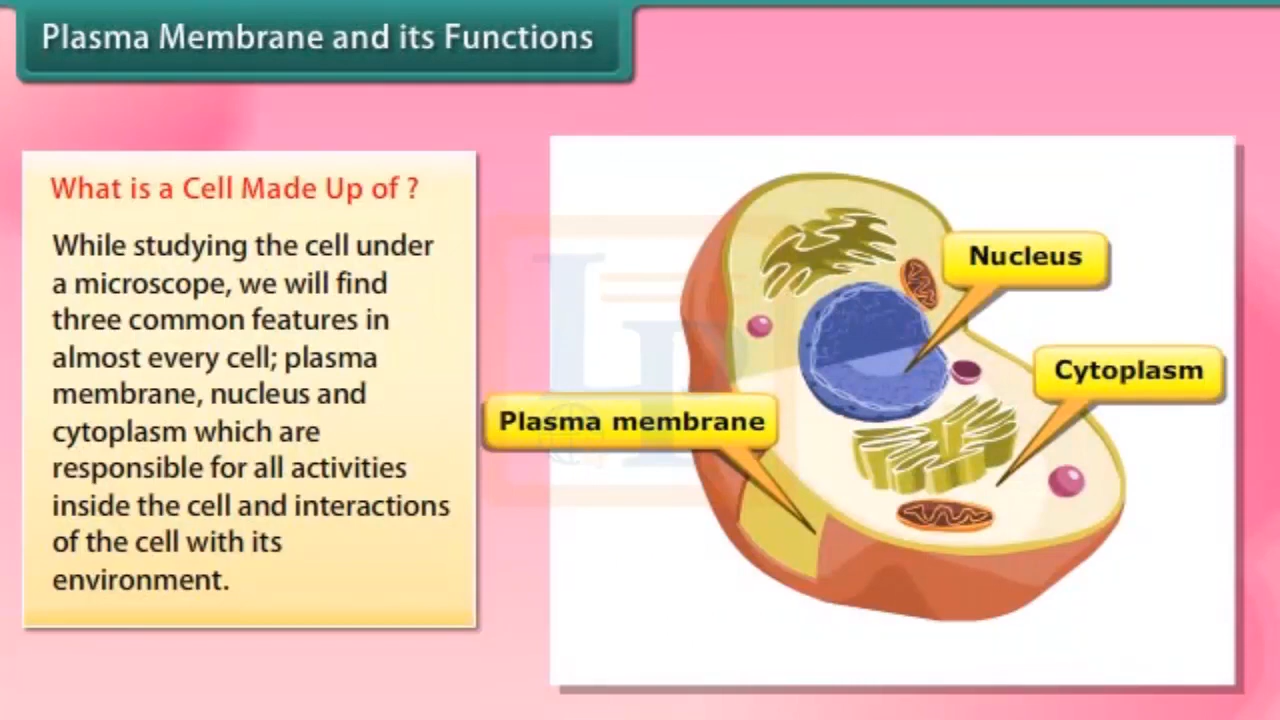 Plasma Membrane and its Functions
What is a Cell Made Up of ?
While studying the cell under
a microscope, we will find
three common features in
almost every cell; plasma
membrane, nucleus and
cytoplasm which are
responsible for all activities
inside the cell and interactions
of the cell with its
environment.
Nucleus
Cytoplasm
Plasma membrane